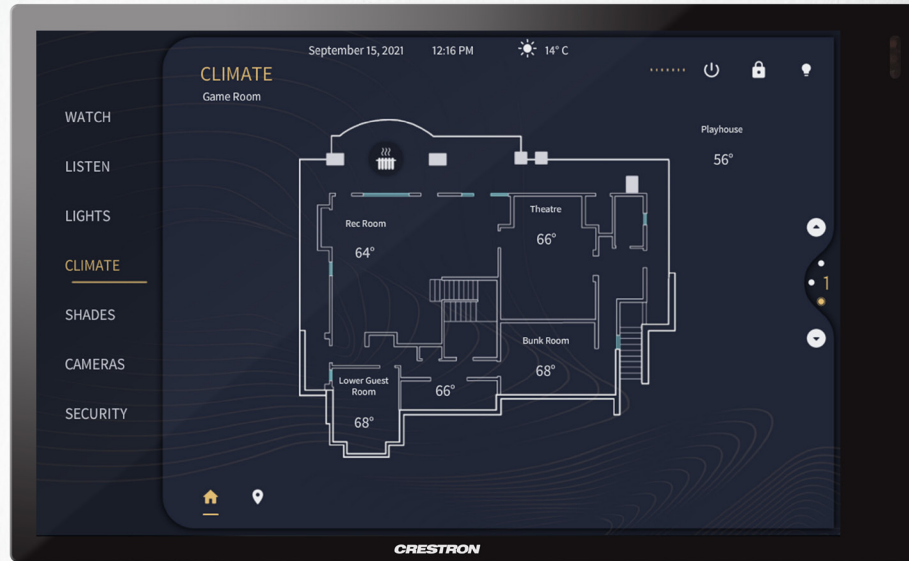 September 15, 2021 12:16 PM 14° C
CLIMATE
Game Room
WATCH
LISTEN
LIGHTS
CLIMATE
SHADES
CAMERAS
SECURITY
Playhouse
56°
Rec Room
64°
Theatre
66°
Bunk Room
68°
Lower Guest
Room
68°
66°
1
CRESTRON